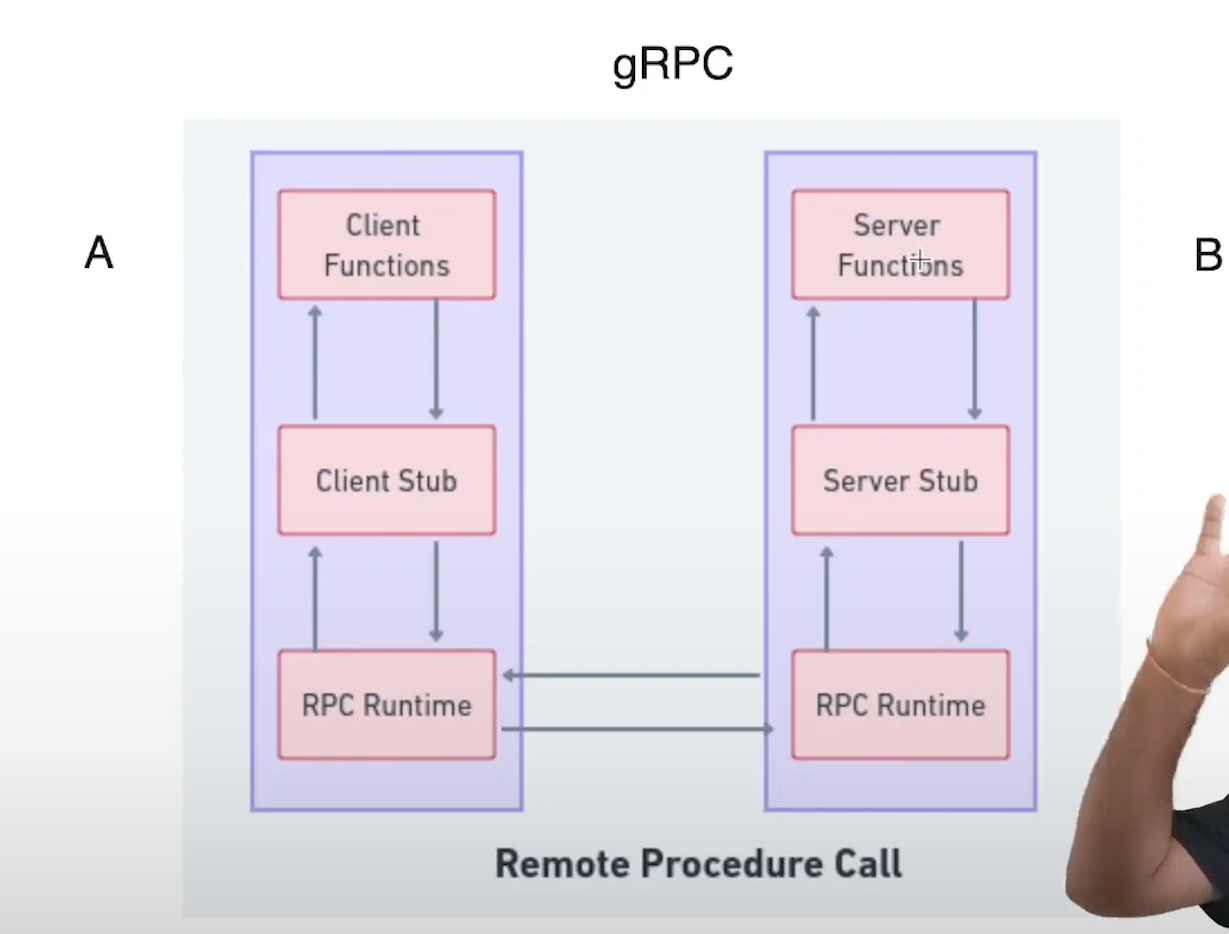 gRPC
A
Client
Functions
Server
Functions
B
Client Stub
Server Stub
RPC Runtime
RPC Runtime
Remote Procedure Call